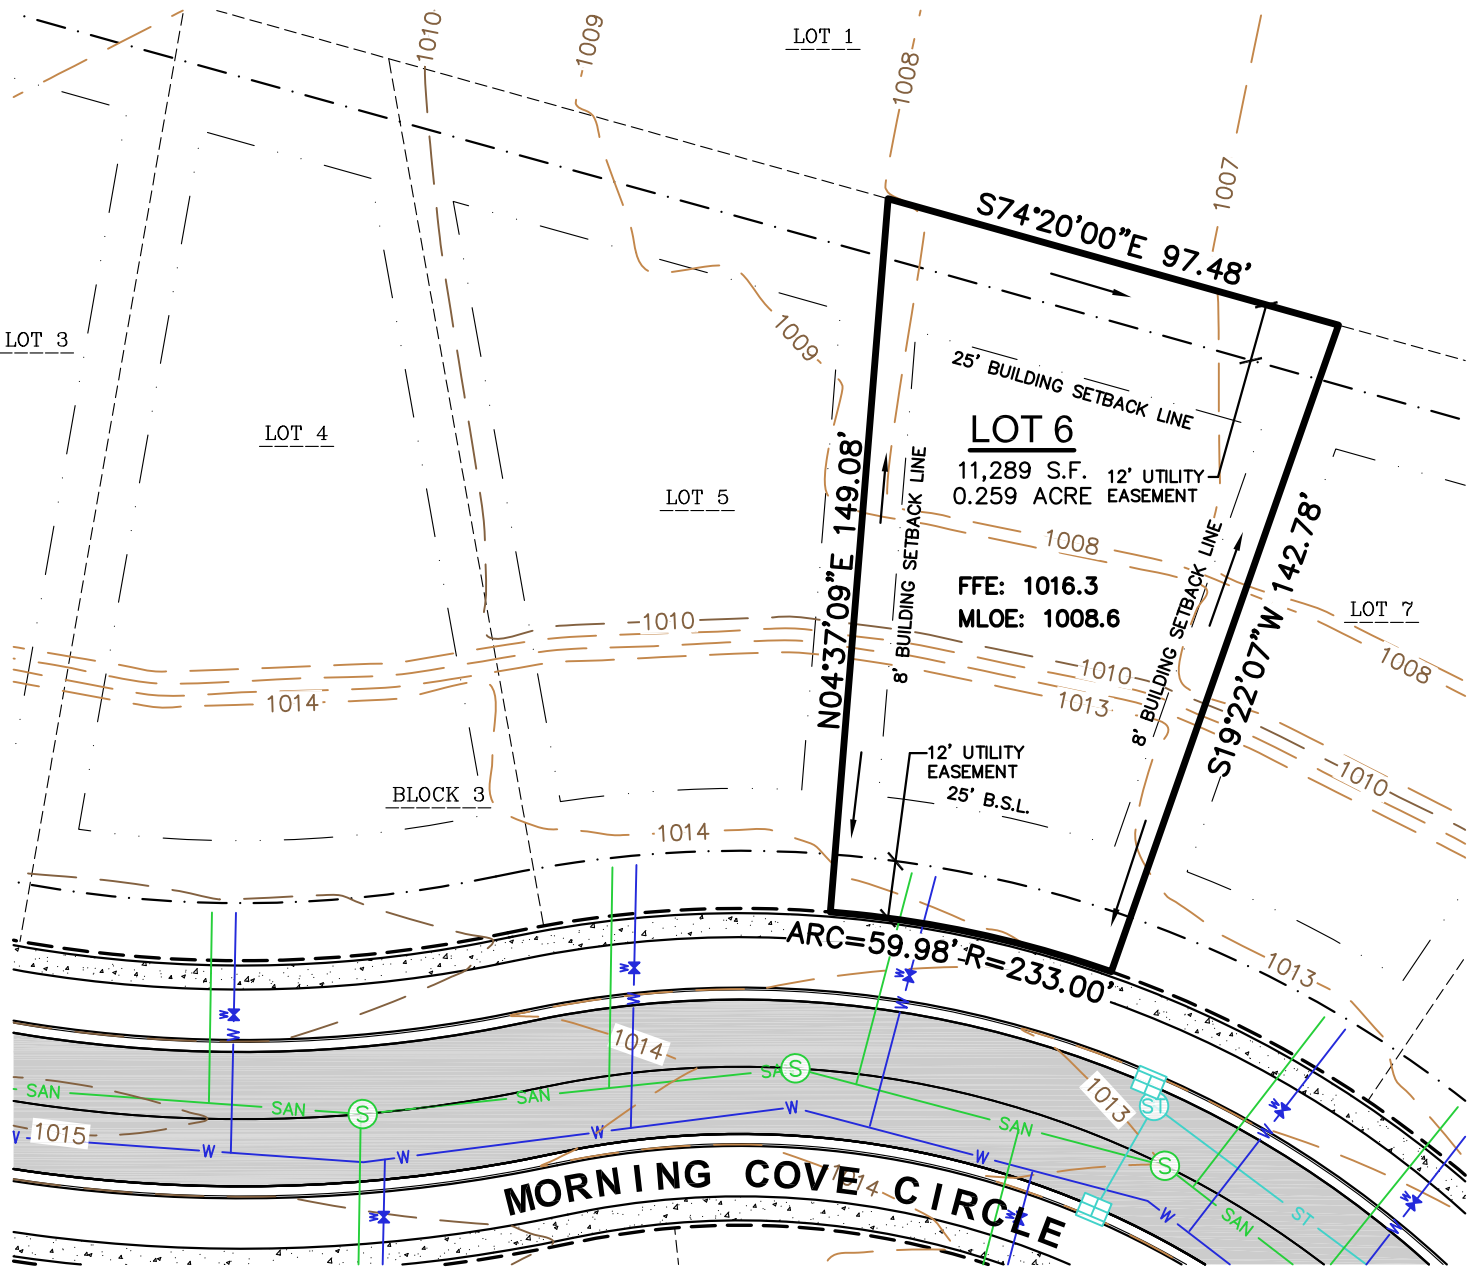 LOT 1
1010
1009
1008
1007
S74°20'00"E 97.48'
LOT 3
1009
25' BUILDING SETBACK LINE
LOT 4
LOT 6
11,289 S.F.
0.259 ACRE
12' UTILITY
EASEMENT
LOT 5
N04°37'09"E 149.08'
8' BUILDING SETBACK LINE
1008
8' BUILDING SETBACK LINE
S19°22'07"W 142.78'
FFE: 1016.3
MLOE: 1008.6
LOT 7
1010
1008
1010
1014
1013
12' UTILITY
EASEMENT
25' B.S.L.
1010
BLOCK 3
1014
ARC=59.98' R=233.00'
1013
W
W
W
W
W
W
1014
SAN
SAN
S
SAN
SA
S
1013
ST
SAN
S
W
W
W
1015
W
W
W
W
W
W
MORNING COVE CIRCLE
1014
W
W
W
SAN
ST